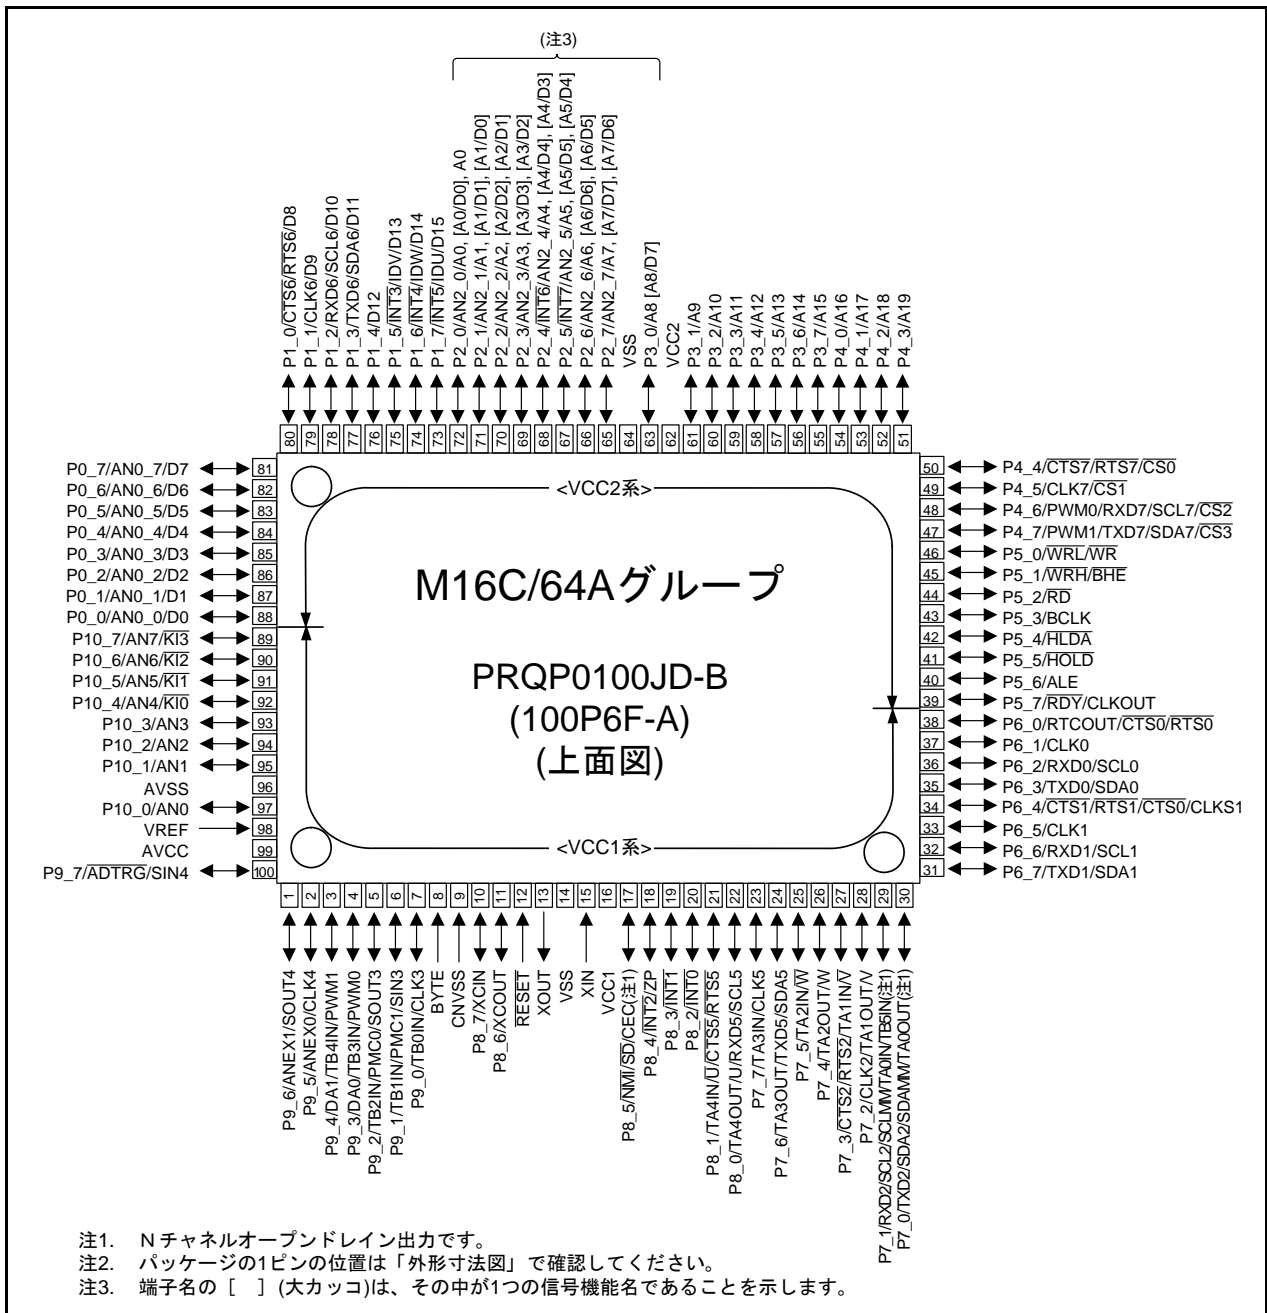 (注3)
P1_0/CTS6/RTS6/D8
P1_1/CLK6/D9
P1_2/RXD6/SCL6/D10
P1_3/TXD6/SDA6/D11
P1_4/D12
P1_5/INT3/IDV/D13
P1_6/INT4/IDW/D14
P1_7/INT5/IDU/D15
P2_0/AN2_0/A0, [A0/D0], A0
P2_1/AN2_1/A1, [A1/D1], [A1/D0]
P2_2/AN2_2/A2, [A2/D2], [A2/D1]
P2_3/AN2_3/A3, [A3/D3], [A3/D2]
P2_4/INT6/AN2_4/A4, [A4/D4], [A4/D3]
P2_5/INT7/AN2_5/A5, [A5/D5], [A5/D4]
P2_6/AN2_6/A6, [A6/D6], [A6/D5]
P2_7/AN2_7/A7, [A7/D7], [A7/D6]
VSS
P3_0/A8 [A8/D7]
VCC2
P3_1/A9
P3_2/A10
P3_3/A11
P3_4/A12
P3_5/A13
P3_6/A14
P3_7/A15
P4_0/A16
P4_1/A17
P4_2/A18
P4_3/A19
80 79 78 77 76 75 74 73 72 71 70 69 68 67 66 65 64 63 62 61 60 59 58 57 56 55 54 53 52 51
P0_7/AN0_7/D7 81
P0_6/AN0_6/D6 82
P0_5/AN0_5/D5 83
P0_4/AN0_4/D4 84
P0_3/AN0_3/D3 85
P0_2/AN0_2/D2 86
P0_1/AN0_1/D1 87
P0_0/AN0_0/D0 88
P10_7/AN7/KI3 89
P10_6/AN6/KI2 90
P10_5/AN5/KI1 91
P10_4/AN4/KI0 92
P10_3/AN3 93
P10_2/AN2 94
P10_1/AN1 95
AVSS 96
P10_0/AN0 97
VREF 98
AVCC 99
P9_7/ADTRG/SIN4 100
<VCC2系>
M16C/64Aグループ
PRQP0100JD-B
(100P6F-A)
(上面図)
<VCC1系>
50 P4_4/CTS7/RTS7/CS0
49 P4_5/CLK7/CS1
48 P4_6/PWM0/RXD7/SCL7/CS2
47 P4_7/PWM1/TXD7/SDA7/CS3
46 P5_0/WRL/WR
45 P5_1/WRH/BHE
44 P5_2/RD
43 P5_3/BCLK
42 P5_4/HLDA
41 P5_5/HOLD
40 P5_6/ALE
39 P5_7/RDY/CLKOUT
38 P6_0/RTCOUT/CTS0/RTS0
37 P6_1/CLK0
36 P6_2/RXD0/SCL0
35 P6_3/TXD0/SDA0
34 P6_4/CTS1/RTS1/CTS0/CLKS1
33 P6_5/CLK1
32 P6_6/RXD1/SCL1
31 P6_7/TXD1/SDA1
1 2 3 4 5 6 7 8 9 10 11 12 13 14 15 16 17 18 19 20 21 22 23 24 25 26 27 28 29 30
P9_6/ANEX1/SOUT4
P9_5/ANEX0/CLK4
P9_4/DA1/TB4IN/PWM1
P9_3/DA0/TB3IN/PWM0
P9_2/TB2IN/PMC0/SOUT3
P9_1/TB1IN/PMC1/SIN3
P9_0/TB0IN/CLK3
BYTE
CNVSS
P8_7/XCIN
P8_6/XCOUT
RESET
XOUT
VSS
XIN
VCC1
P8_5/NMI/SD/CEC(注1)
P8_4/INT2/ZP
P8_3/INT1
P8_2/INT0
P8_1/TA4IN/U/CTS5/RTS5
P8_0/TA4OUT/U/RXD5/SCL5
P7_7/TA3IN/CLK5
P7_6/TA3OUT/TXD5/SDA5
P7_5/TA2IN/W
P7_4/TA2OUT/W
P7_3/CTS2/RTS2/TA1IN/V
P7_2/CLK2/TA1OUT/V
P7_1/RXD2/SCL2/SCLMM/TA0IN/TB5IN(注1)
P7_0/TXD2/SDA2/SDAMM/TA0OUT(注1)
注1. Nチャネルオープンドレイン出力です。
注2. パッケージの1ピンの位置は「外形寸法図」で確認してください。
注3. 端子名の［ ］(大カッコ)は、その中が1つの信号機能名であることを示します。